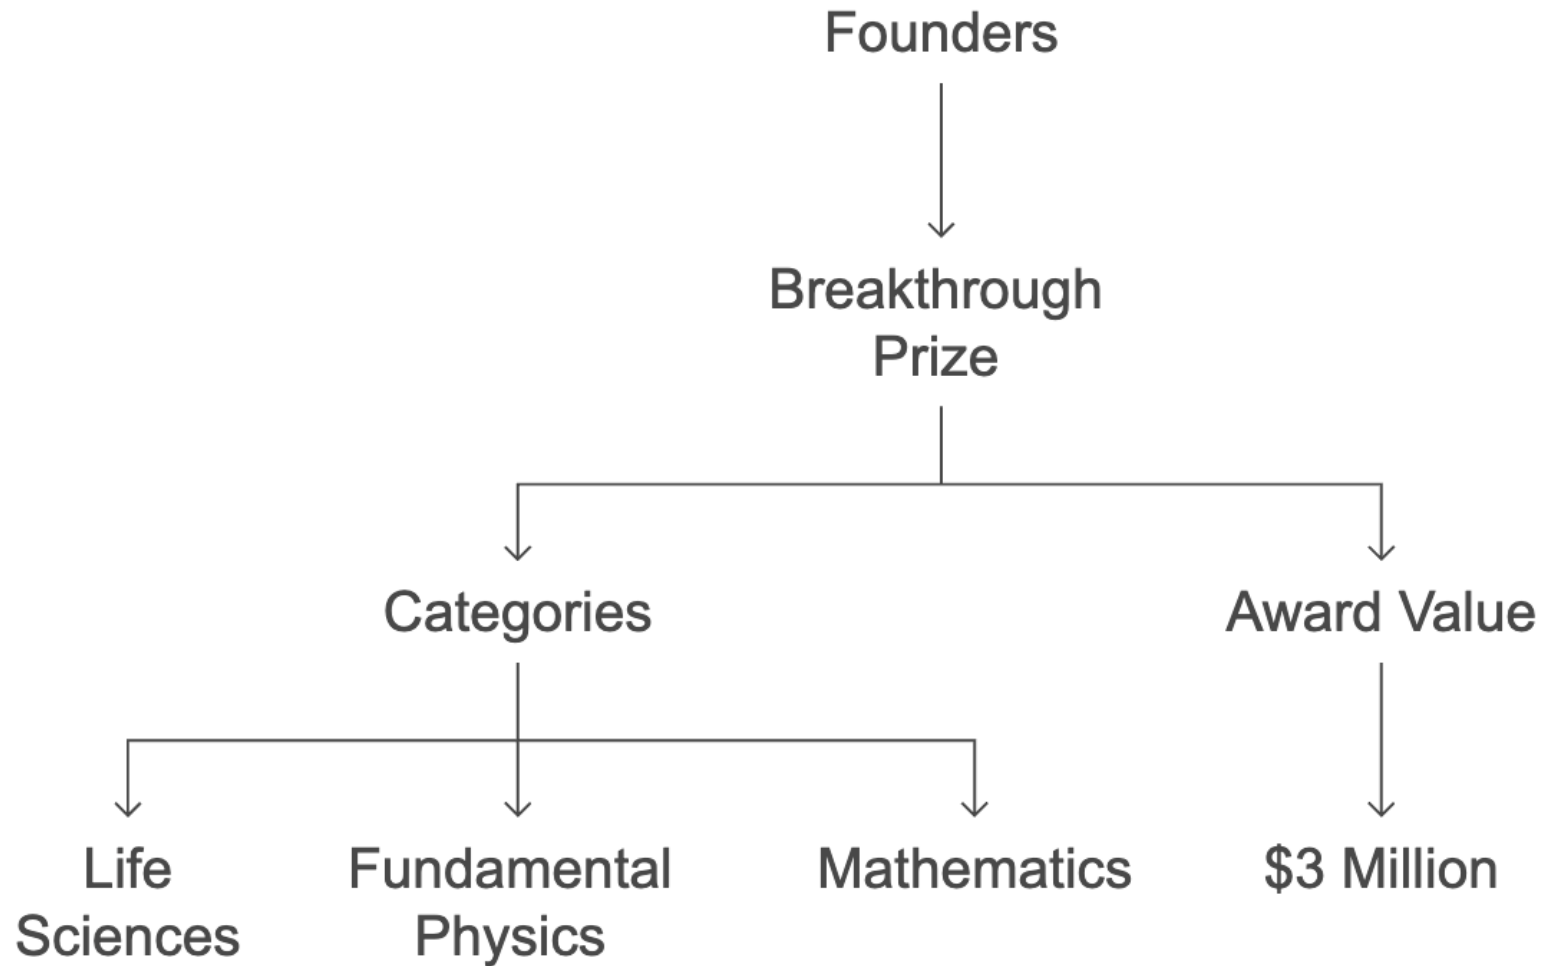 Founders
Breakthrough
Prize
Categories
Award Value
Life
Sciences
Fundamental
Physics
Mathematics
$3 Million